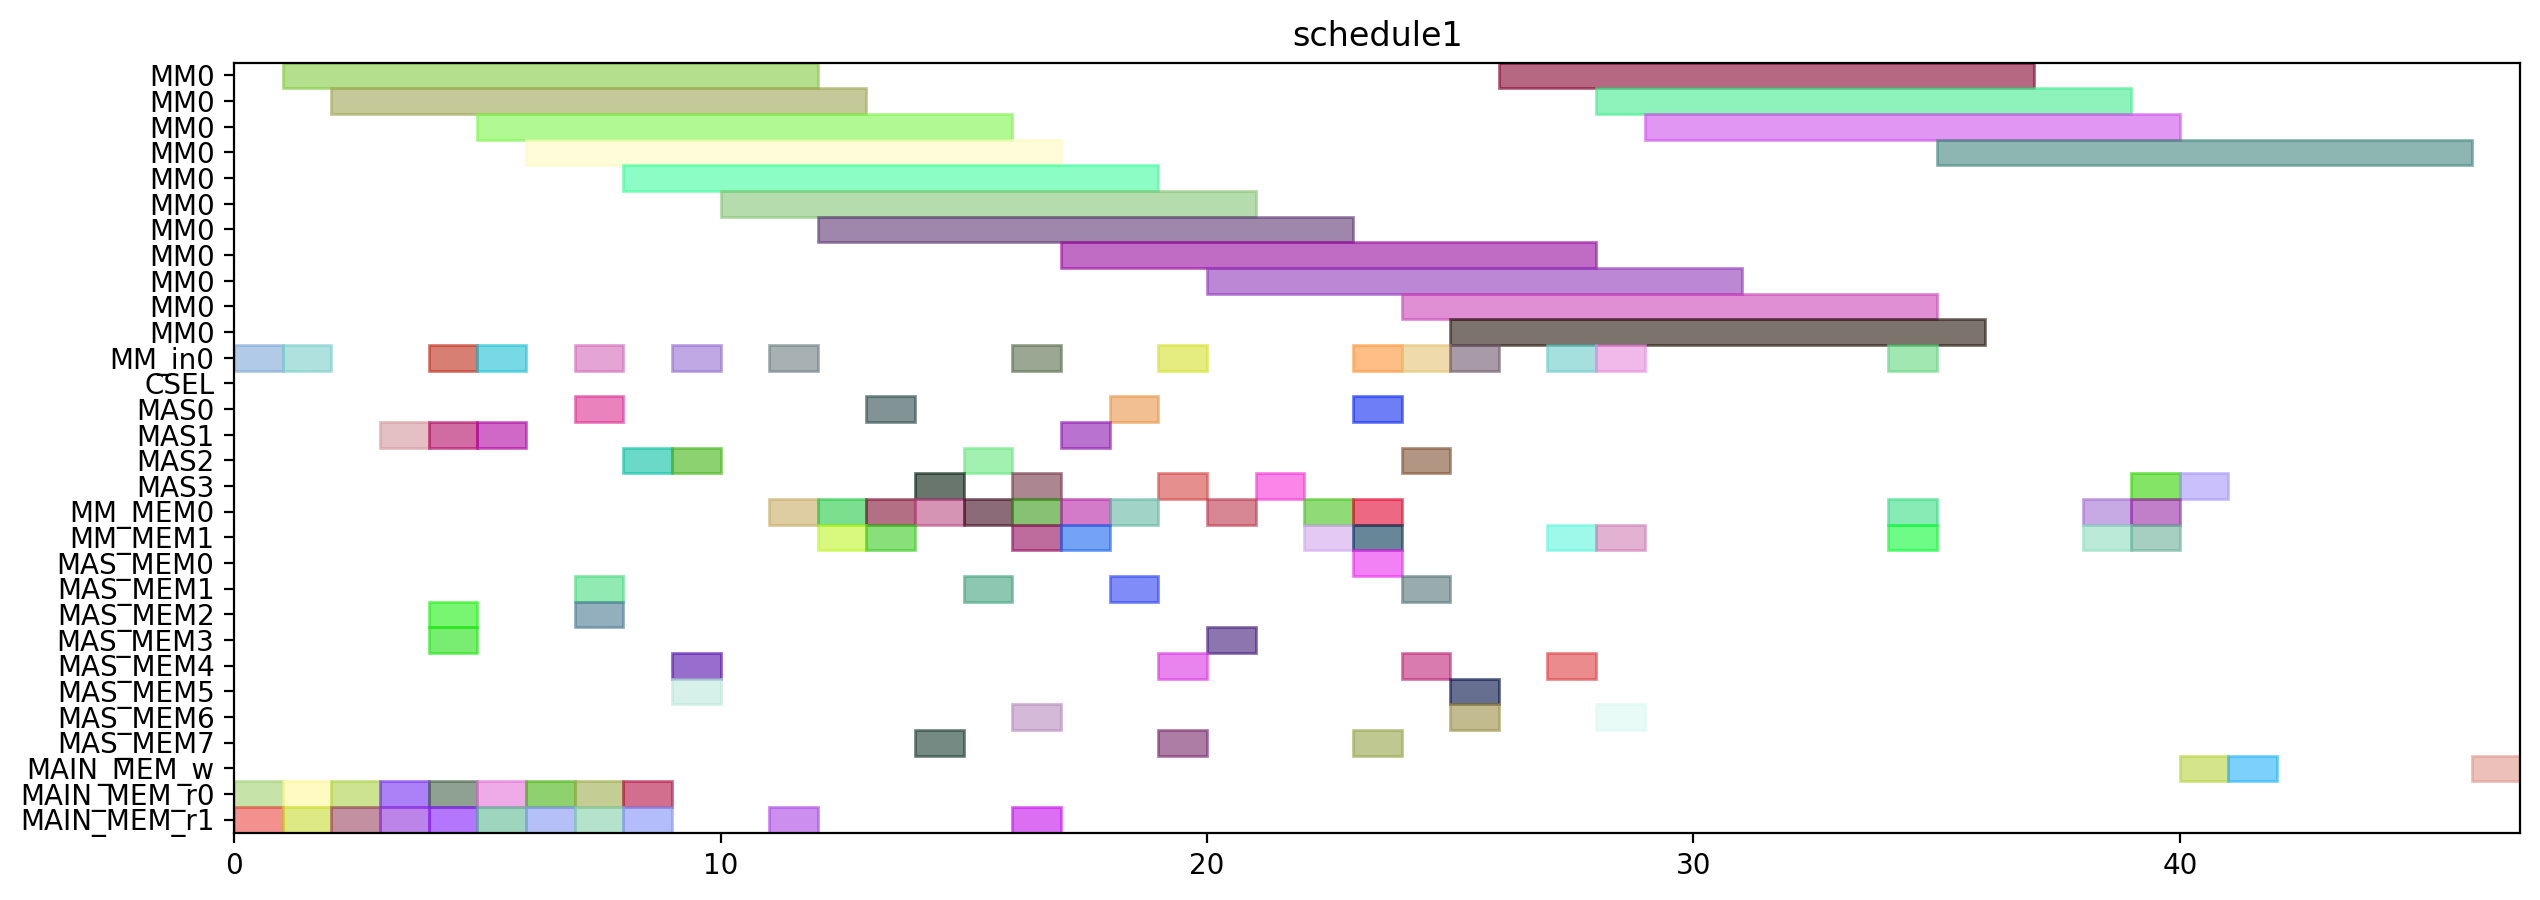 schedule1
MM0
MM0
MM0
MM0
MM0
MM0
MM0
MM0
MM0
MM0
MM0
MM_in0
CSEL
MAS0
MAS1
MAS2
MAS3
MM_MEM0
MM_MEM1
MAS_MEM0
MAS_MEM1
MAS_MEM2
MAS_MEM3
MAS_MEM4
MAS_MEM5
MAS_MEM6
MAS_MEM7
MAIN_MEM_w
MAIN_MEM_r0
MAIN_MEM_r1
0 10 20 30 40